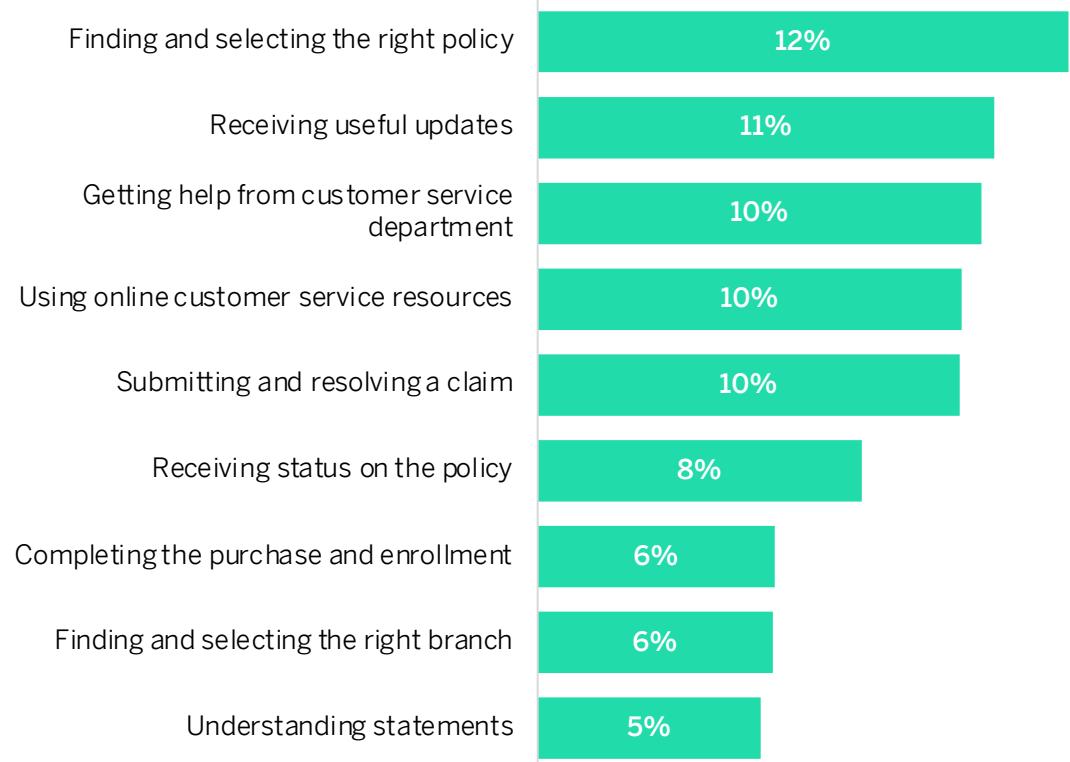 Finding and selecting the right policy 12%
Receiving useful updates 11%
Getting help from customer service
department 10%
Using online customer service resources 10%
Submitting and resolving a claim 10%
Receiving status on the policy 8%
Completing the purchase and enrollment 6%
Finding and selecting the right branch 6%
Understanding statements 5%